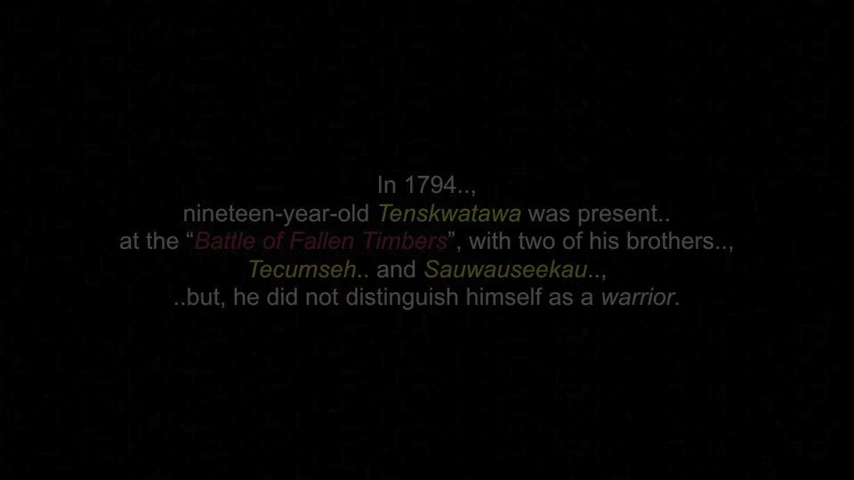 In 1794..,
nineteen-year-old Tenskwatawa was present..
at the “Battle of Fallen Timbers”, with two of his brothers..,
Tecumseh.. and Sauwauseekau..,
..but, he did not distinguish himself as a warrior.